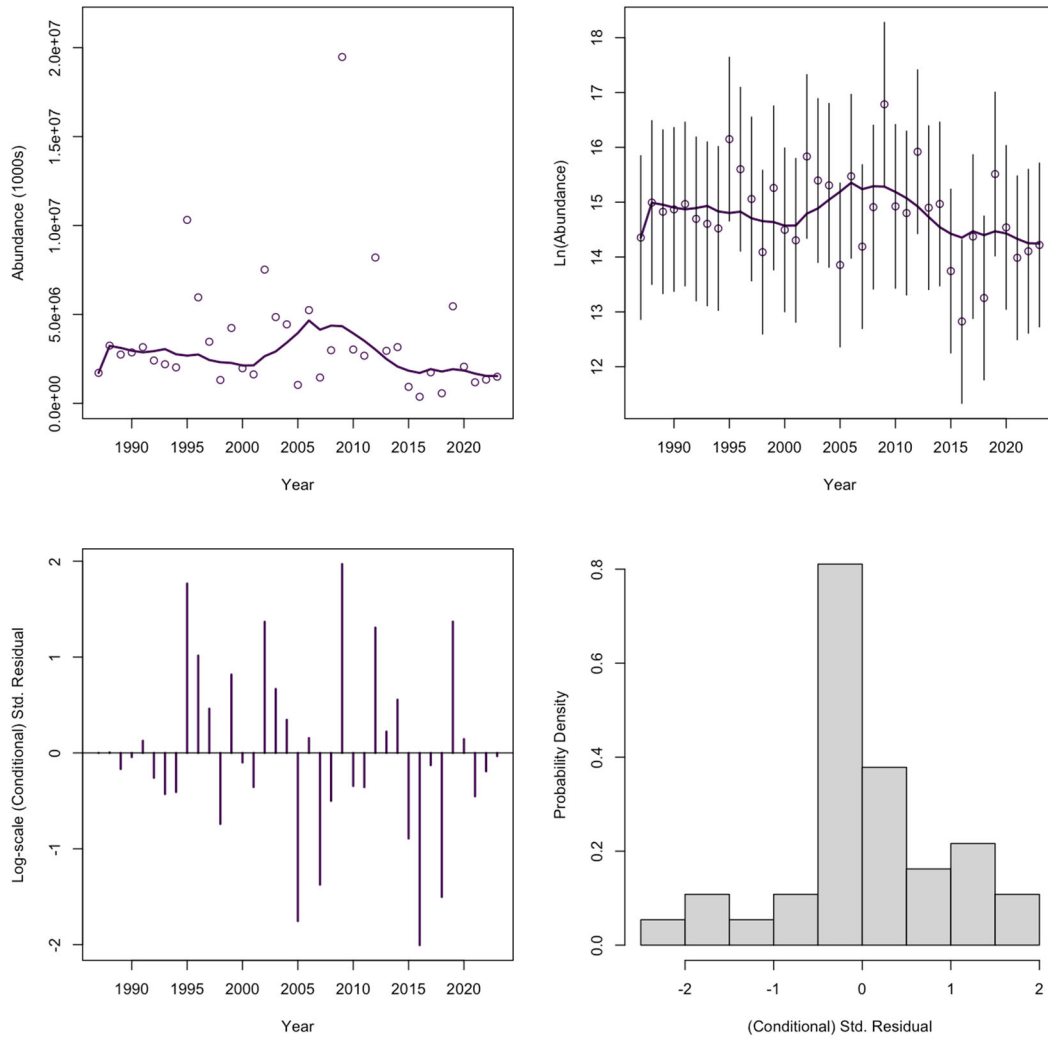 Abundance (1000s)
0.0e+00 5.0e+06 1.0e+07 1.5e+07 2.0e+07
1990 1995 2000 2005 2010 2015 2020
Year
Ln(Abundance)
12 13 14 15 16 17 18
1990 1995 2000 2005 2010 2015 2020
Year
Log-scale (Conditional) Std. Residual
-2 -1 0 1 2
1990 1995 2000 2005 2010 2015 2020
Year
Probability Density
0.0 0.2 0.4 0.6 0.8
-2 -1 0 1 2
(Conditional) Std. Residual